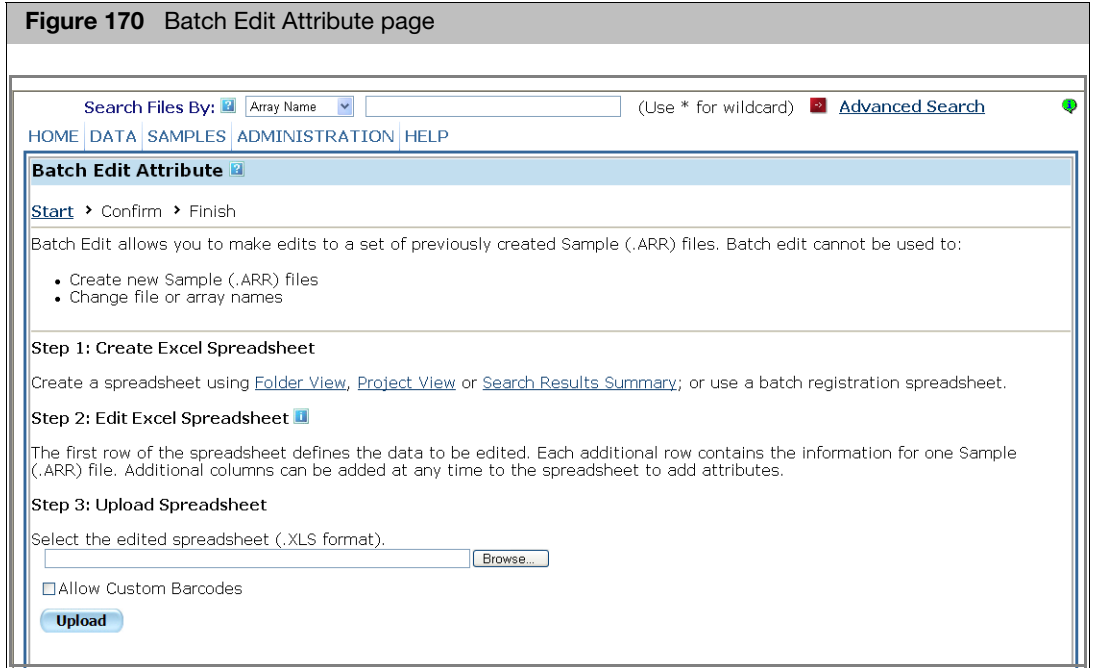 Figure 170 Batch Edit Attribute page
Search Files By: ? Array Name (Use * for wildcard) Advanced Search
HOME DATA SAMPLES ADMINISTRATION HELP
Batch Edit Attribute ?
Start > Confirm > Finish
Batch Edit allows you to make edits to a set of previously created Sample (.ARR) files. Batch edit cannot be used to:
• Create new Sample (.ARR) files
• Change file or array names
Step 1: Create Excel Spreadsheet
Create a spreadsheet using Folder View, Project View or Search Results Summary; or use a batch registration spreadsheet.
Step 2: Edit Excel Spreadsheet i
The first row of the spreadsheet defines the data to be edited. Each additional row contains the information for one Sample
(.ARR) file. Additional columns can be added at any time to the spreadsheet to add attributes.
Step 3: Upload Spreadsheet
Select the edited spreadsheet (.XLS format).
Browse...
Allow Custom Barcodes
Upload